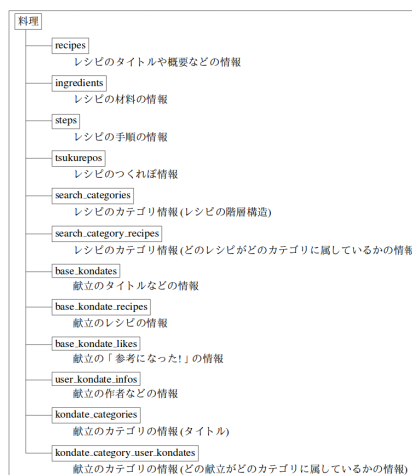 料理
recipes
レシピのタイトルや概要などの情報
ingredients
レシピの材料の情報
steps
レシピの手順の情報
tsukurepos
レシピのつくれぽ情報
search_categories
レシピのカテゴリ情報(レシピの階層構造)
search_category_recipes
レシピのカテゴリ情報(どのレシピがどのカテゴリに属しているかの情報
base_kondates
献立のタイトルなどの情報
base_kondate_recipes
献立のレシピの情報
base_kondate_likes
献立の「参考になった!」の情報
user_kondate_infos
献立の作者などの情報
kondate_categories
献立のカテゴリの情報(タイトル)
kondate_category_user_kondates
献立のカテゴリの情報(どの献立がどのカテゴリに属しているかの情報)